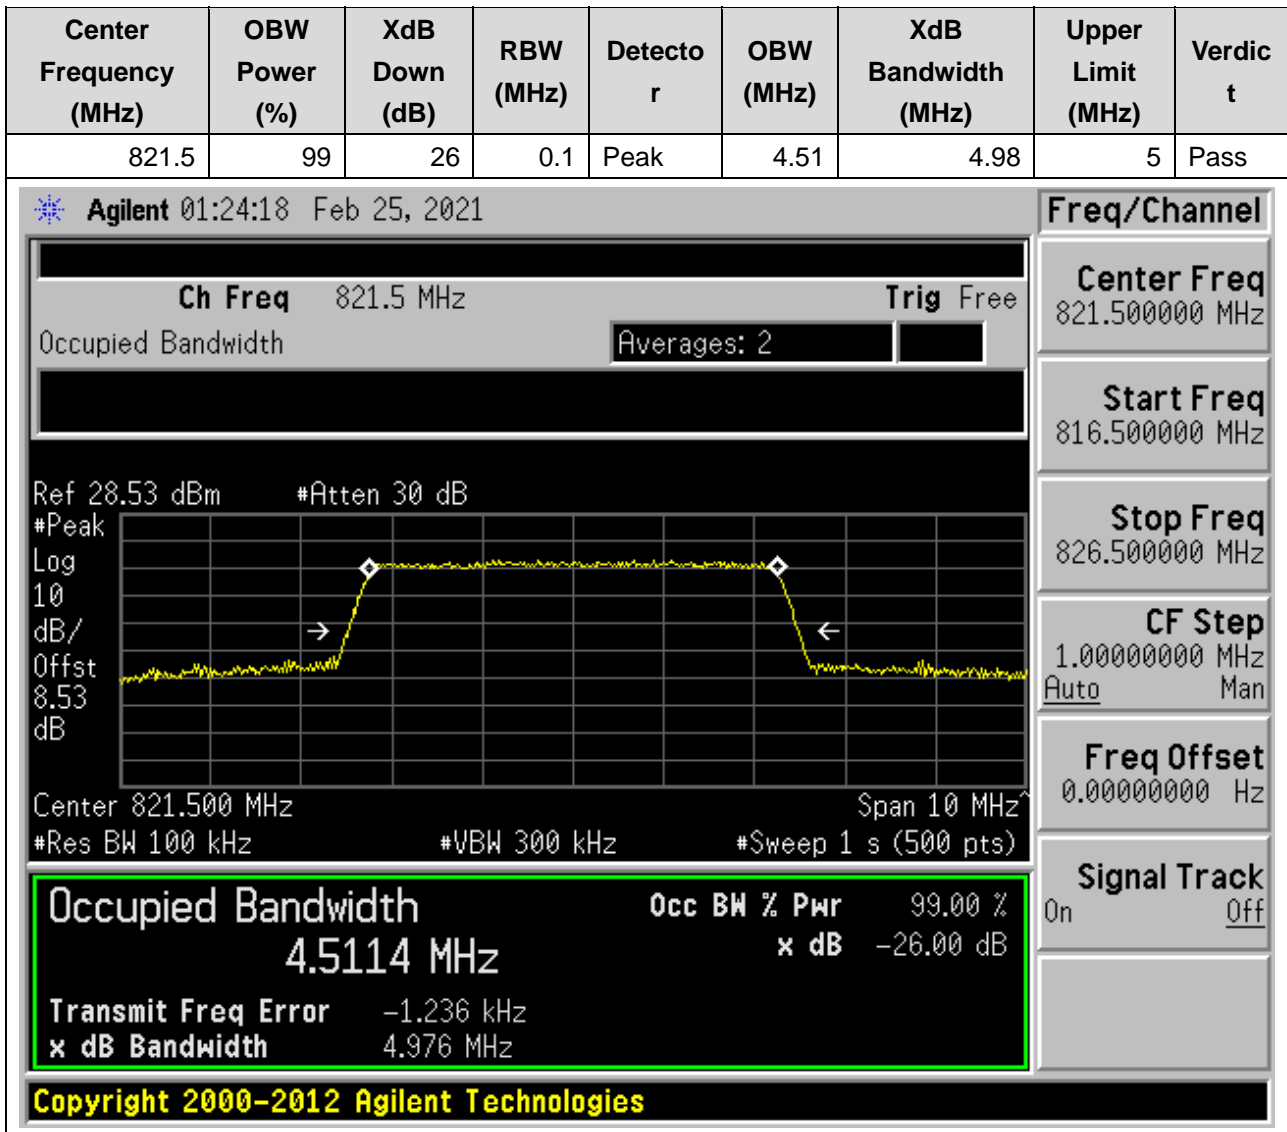 Center Frequency (MHz) OBW Power (%) XdB Down (dB) RBW (MHz) Detector OBW (MHz) XdB Bandwidth (MHz) Upper Limit (MHz) Verdict
821.5 99 26 0.1 Peak 4.51 4.98 5 Pass
Agilent 01:24:18 Feb 25, 2021
Ch Freq 821.5 MHz Trig Free
Occupied Bandwidth Averages: 2
Ref 28.53 dBm #Atten 30 dB
#Peak
Log
10
dB/
Offst
8.53
dB
Center 821.500 MHz Span 10 MHz^
#Res BW 100 kHz #VBW 300 kHz #Sweep 1 s (500 pts)
Occupied Bandwidth Occ BW % Pwr 99.00 %
4.5114 MHz x dB -26.00 dB
Transmit Freq Error -1.236 kHz
x dB Bandwidth 4.976 MHz
Copyright 2000-2012 Agilent Technologies
Freq/Channel
Center Freq
821.500000 MHz
Start Freq
816.500000 MHz
Stop Freq
826.500000 MHz
CF Step
1.00000000 MHz
Auto Man
Freq Offset
0.00000000 Hz
Signal Track
On Off